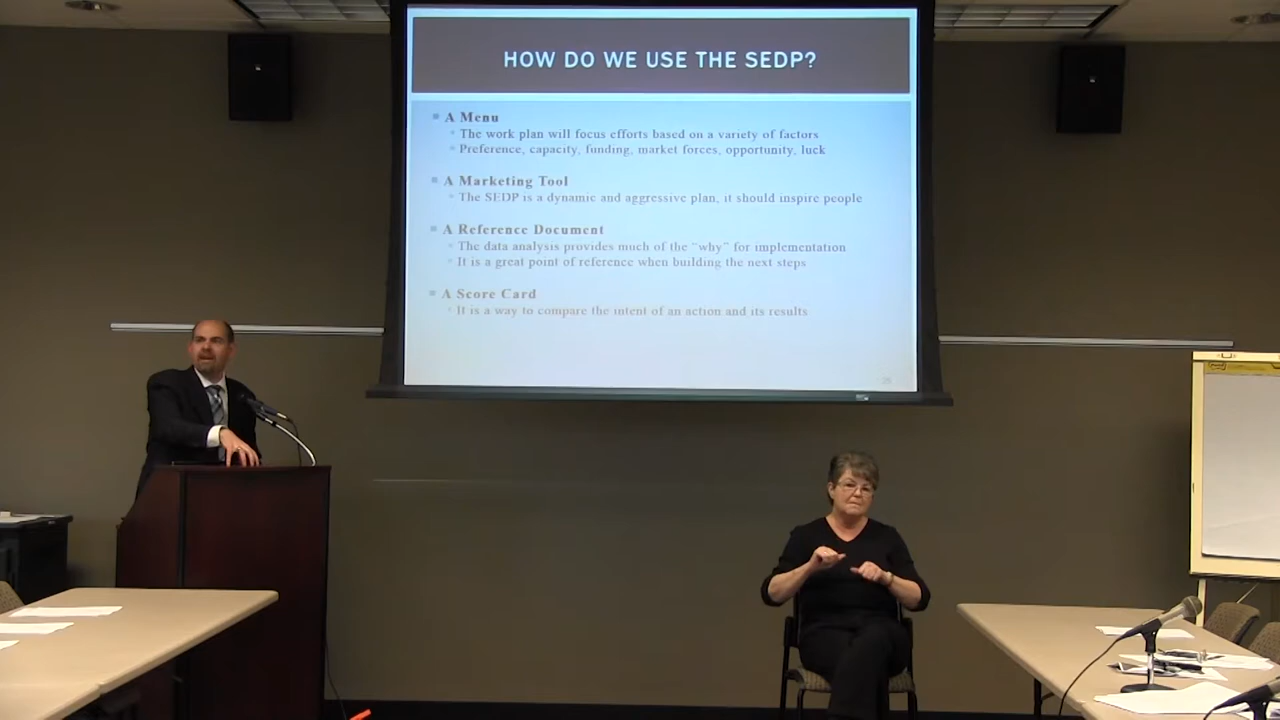 HOW DO WE USE THE SEDP?
A Menu
The work plan will focus efforts based on a variety of factors
Preference, capacity, funding, market forces, opportunity, luck
A Marketing Tool
The SEDP is a dynamic and aggressive plan, it should inspire people
A Reference Document
The data analysis provides much of the "why" for implementation
It is a great point of reference when building the next steps
A Score Card
It is a way to compare the intent of an action and its results